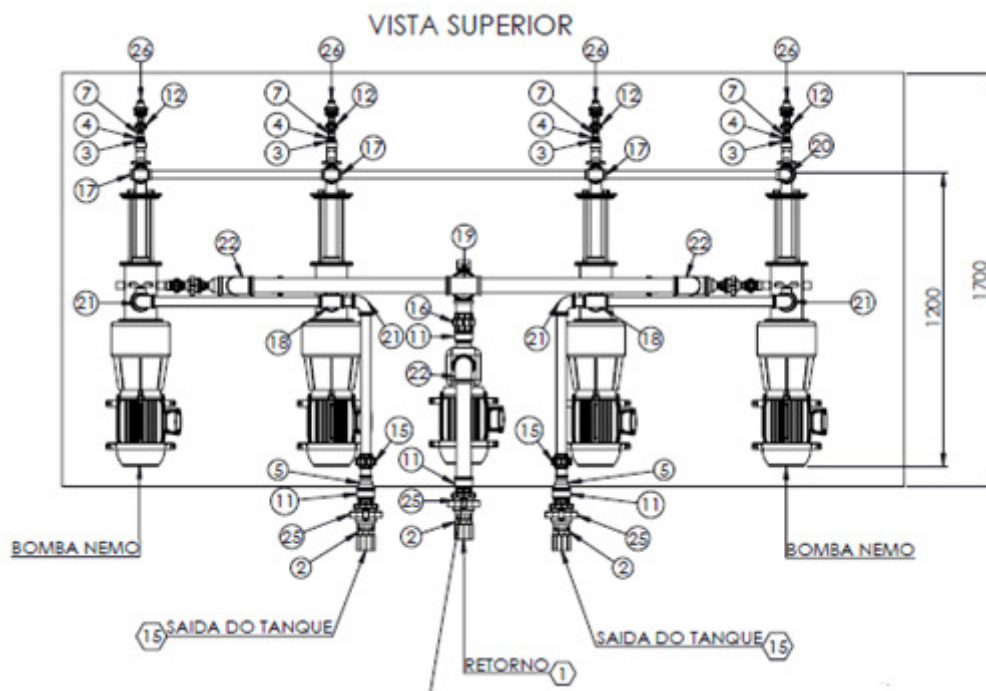 VISTA SUPERIOR
26 26 26 26
7 12 7 12 7 12 7 12
4 4 4 4
3 3 3 3
17 17 17 20
22 19 22
21 18 21 16 21 18 21
11
22
1200
1700
15 15
5 11 5
11 25 11
25 2 25
2 2
BOMBA NEMO BOMBA NEMO
15 SAIDA DO TANQUE SAIDA DO TANQUE 15
RETORNO 1